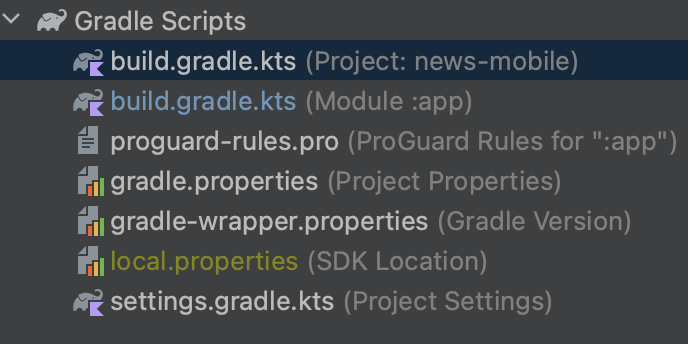 Gradle Scripts
build.gradle.kts (Project: news-mobile)
build.gradle.kts (Module :app)
proguard-rules.pro (ProGuard Rules for ":app")
gradle.properties (Project Properties)
gradle-wrapper.properties (Gradle Version)
local.properties (SDK Location)
settings.gradle.kts (Project Settings)